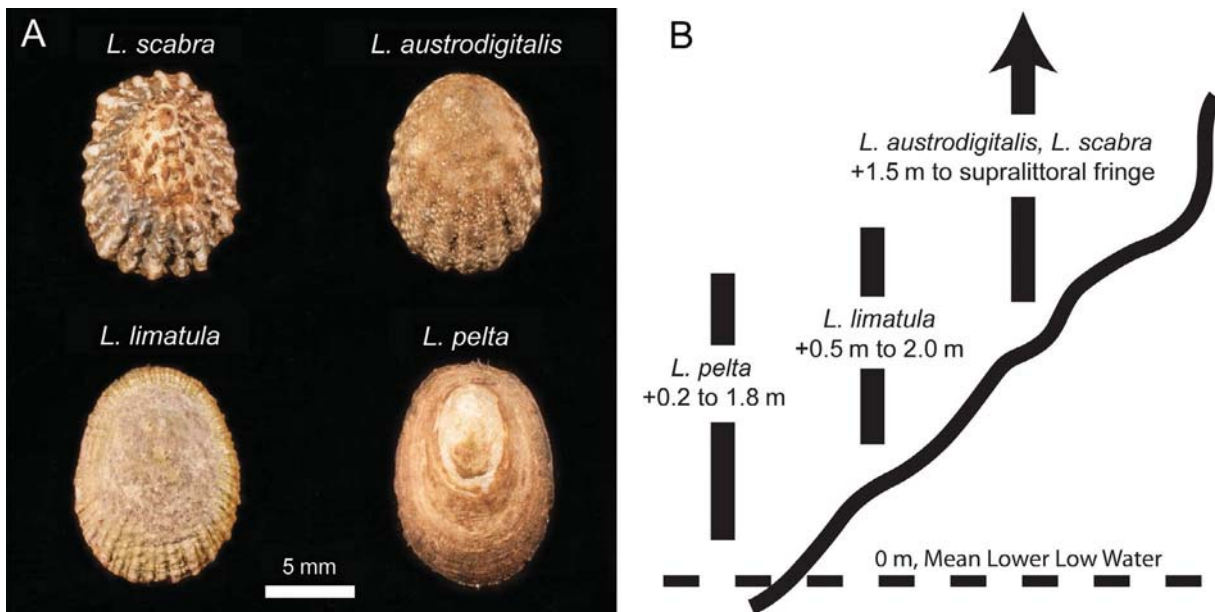 A
L. scabra
L. austrodigitalis
L. limatula
L. pelta
5 mm
B
L. austrodigitalis, L. scabra
+1.5 m to supralittoral fringe
L. limatula
+0.5 m to 2.0 m
L. pelta
+0.2 to 1.8 m
0 m, Mean Lower Low Water